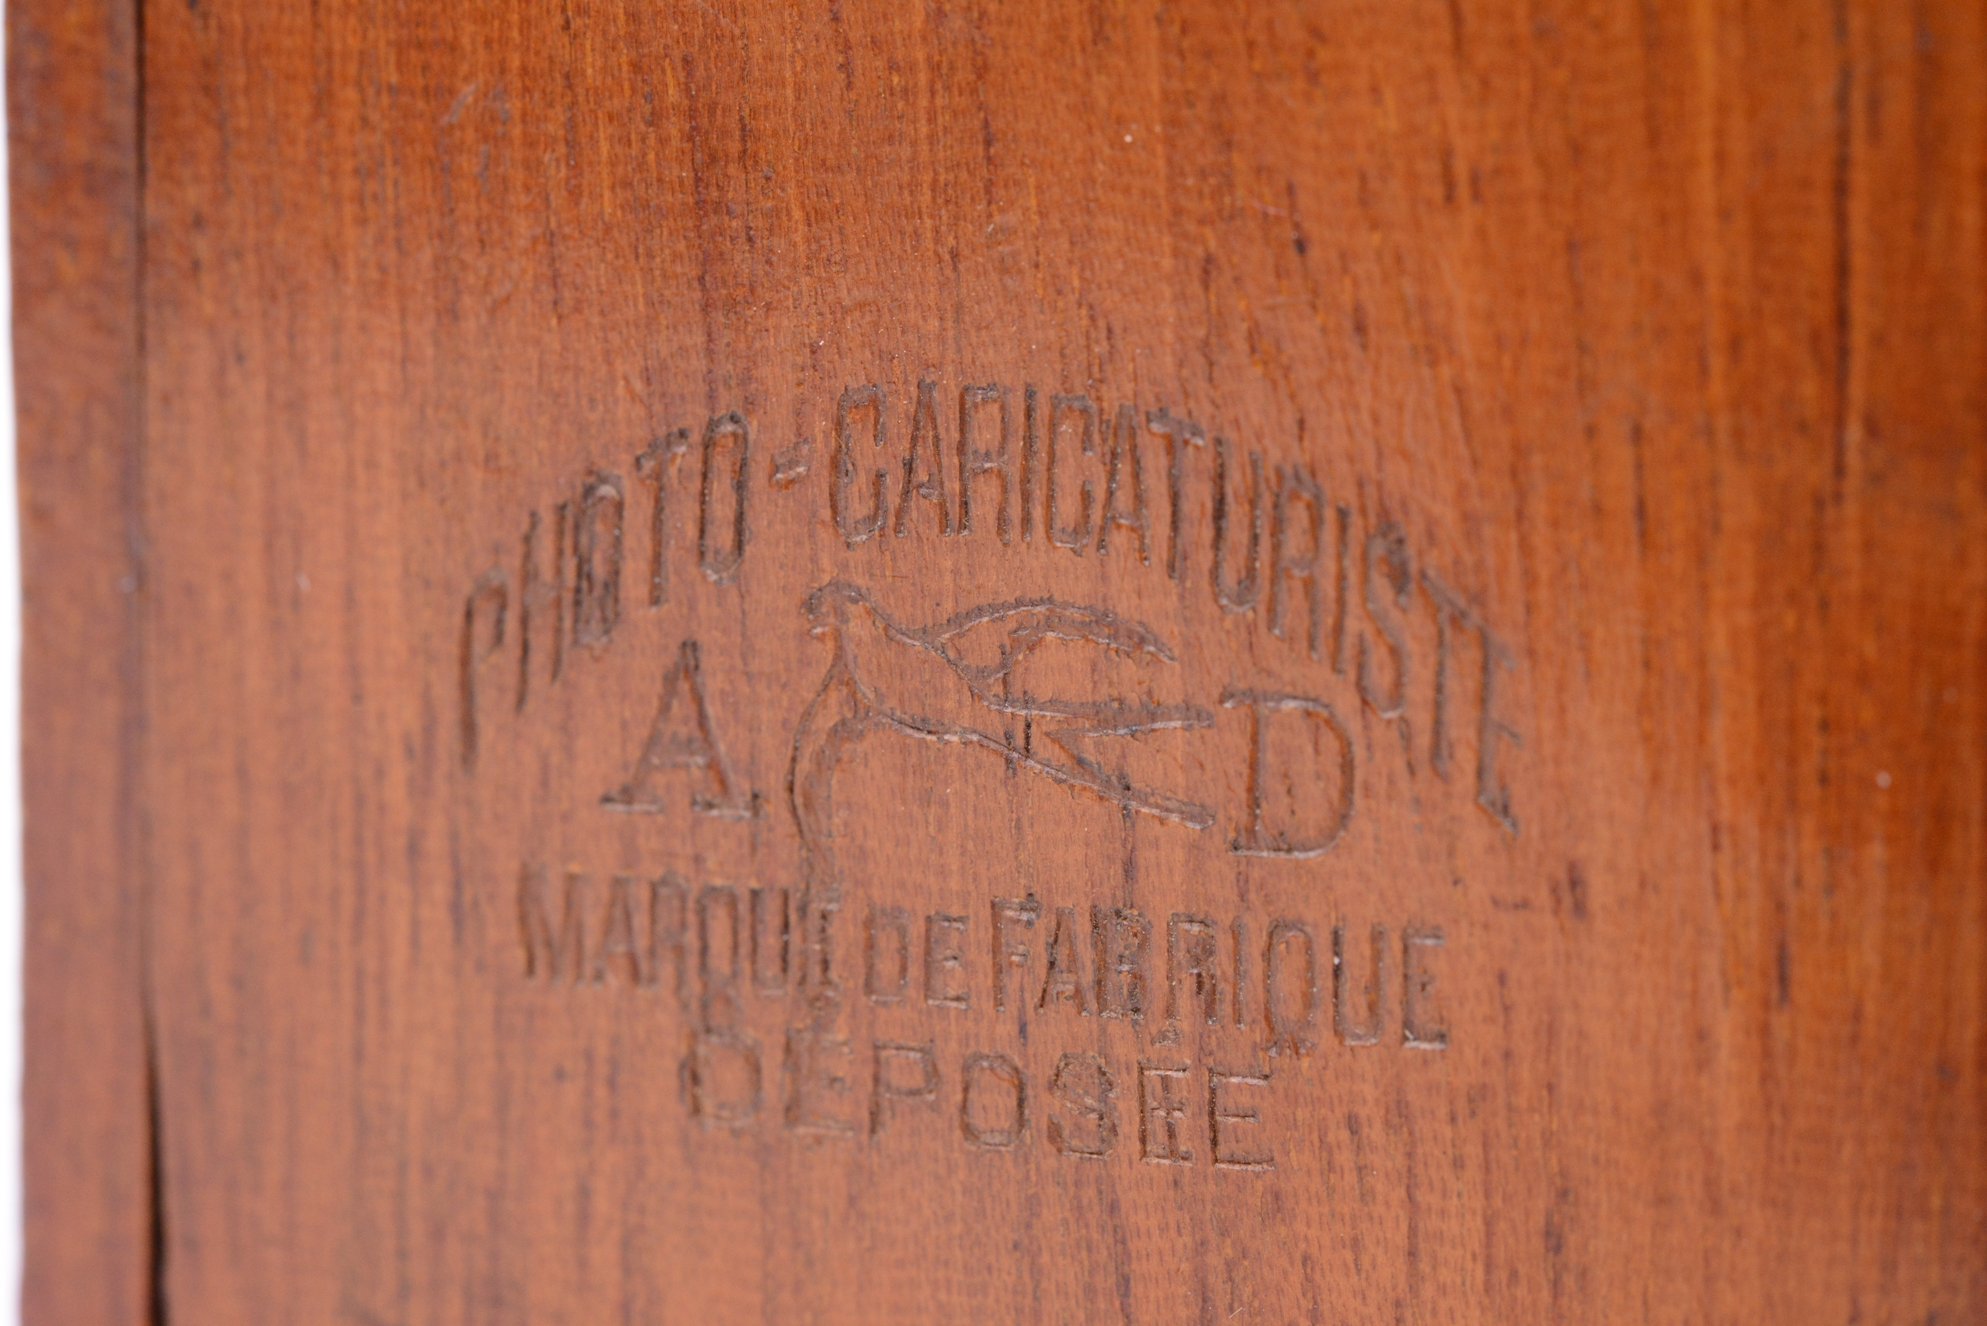 PHOTO-CARICATURISTE
A D
MARQUE DE FABRIQUE
DÉPOSÉE